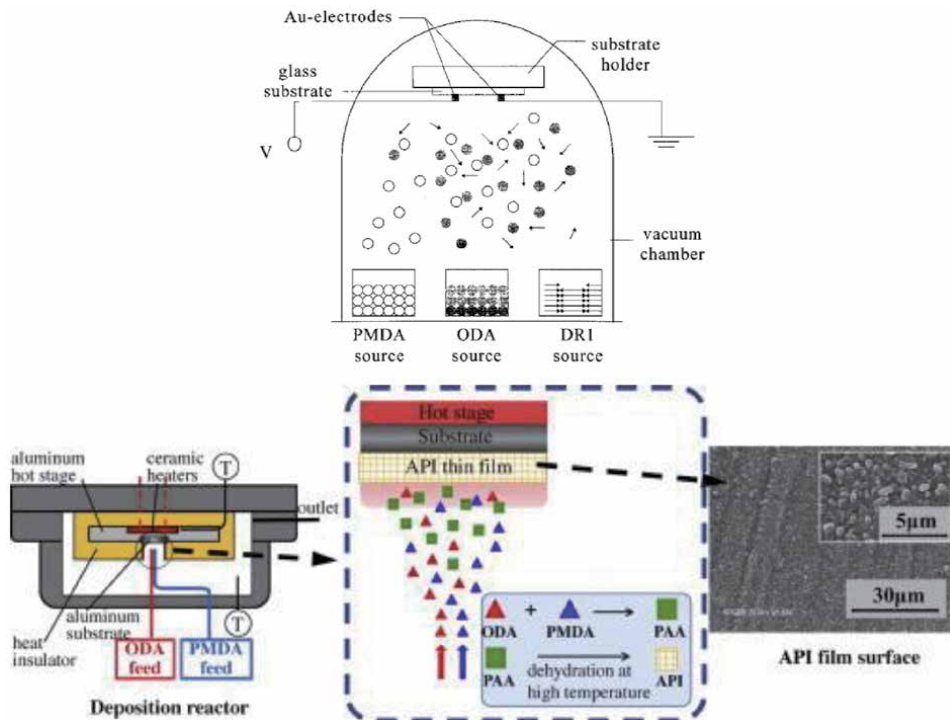 Au-electrodes
substrate
holder
glass
substrate
V
vacuum
chamber
PMDA
source
ODA
source
DR1
source
aluminum
hot stage
ceramic
heaters
T
outlet
aluminum
substrate
heat
insulator
T
ODA
feed
PMDA
feed
Deposition reactor
Hot stage
Substrate
API thin film
ODA + PMDA PAA
PAA dehydration at API
high temperature
5μm
30μm
API film surface